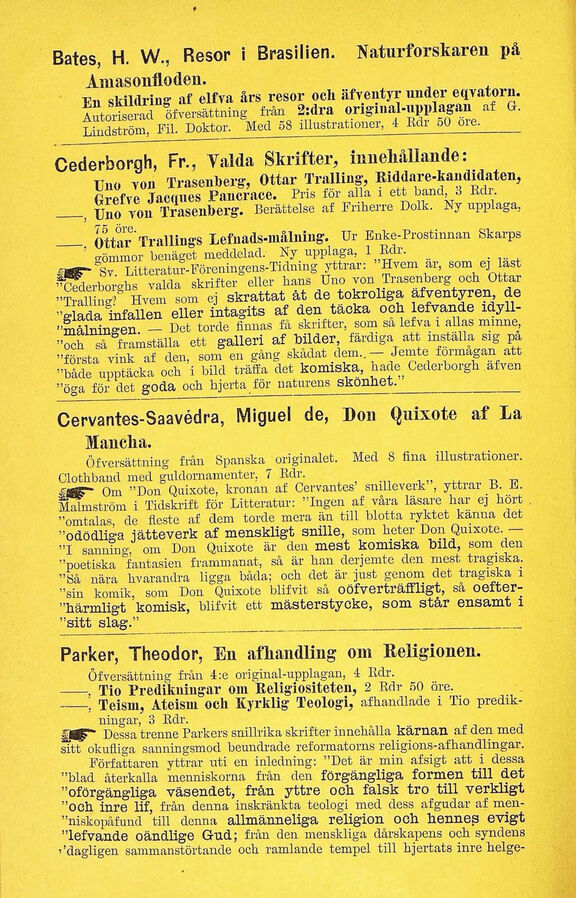 Bates, H. W., Resor i Brasilien. Naturforskaren på
Amasonfloden.
En skildring af elfva års resor och äfventyr under eqvatorn.
Autoriserad öfversättning från 2:dra original-upplagan af G.
Lindström, Fil. Doktor. Med 58 illustrationer, 4 Rdr 50 öre.
Cederborgh, Fr., Valda Skrifter, innehållande:
Uno von Trasenberg, Ottar Tralling, Riddare-kandidaten,
Grefve Jacques Pancrace. Pris för alla i ett band, 3 Rdr.
——, Uno von Trasenberg. Berättelse af Friherre Dolk. Ny upplaga,
75 öre.
——, Ottar Trallings Lefnads-målning. Ur Enke-Prostinnan Skarps
gömmor benäget meddelad. Ny upplaga, 1 Rdr.
☛ Sv. Litteratur-Föreningens-Tidning yttrar: "Hvem är, som ej läst
"Cederborghs valda skrifter eller hans Uno von Trasenberg och Ottar
"Tralling? Hvem som ej skrattat åt de tokroliga äfventyren, de
"glada infallen eller intagits af den täcka och lefvande idyll-
"målningen. — Det torde finnas få skrifter, som så lefva i allas minne,
"och så framställa ett galleri af bilder, färdiga att inställa sig på
"första vink af den, som en gång skådat dem. — Jemte förmågan att
"både upptäcka och i bild träffa det komiska, hade Cederborgh äfven
"öga för det goda och hjerta för naturens skönhet."
Cervantes-Saavédra, Miguel de, Don Quixote af La
Mancha.
Öfversättning från Spanska originalet. Med 8 fina illustrationer.
Clothband med guldornamenter, 7 Rdr.
☛ Om "Don Quixote, kronan af Cervantes' snilleverk", yttrar B. E.
Malmström i Tidskrift för Litteratur: "Ingen af våra läsare har ej hört
"omtalas, de fleste af dem torde mera än till blotta ryktet känna det
"odödliga jätteverk af menskligt snille, som heter Don Quixote. —
"I sanning, om Don Quixote är den mest komiska bild, som den
"poetiska fantasien frammanat, så är han derjemte den mest tragiska.
"Så nära hvarandra ligga båda; och det är just genom det tragiska i
"sin komik, som Don Quixote blifvit så oöfverträffligt, så oefter-
"härmligt komisk, blifvit ett mästerstycke, som står ensamt i
"sitt slag."
Parker, Theodor, En afhandling om Religionen.
Öfversättning från 4:e original-upplagan, 4 Rdr.
——, Tio Predikningar om Religiositeten, 2 Rdr 50 öre.
——, Teism, Ateism och Kyrklig Teologi, afhandlade i Tio predik-
ningar, 3 Rdr.
☛ Dessa trenne Parkers snillrika skrifter innehålla kärnan af den med
sitt okufliga sanningsmod beundrade reformatorns religions-afhandlingar.
Författaren yttrar uti en inledning: "Det är min afsigt att i dessa
"blad återkalla menniskorna från den förgängliga formen till det
"oförgängliga väsendet, från yttre och falsk tro till verkligt
"och inre lif, från denna inskränkta teologi med dess afgudar af men-
"niskopåfund till denna allmänneliga religion och hennes evigt
"lefvande oändlige Gud; från den menskliga dårskapens och syndens
"dagligen sammanstörtande och ramlande tempel till hjertats inre helge-